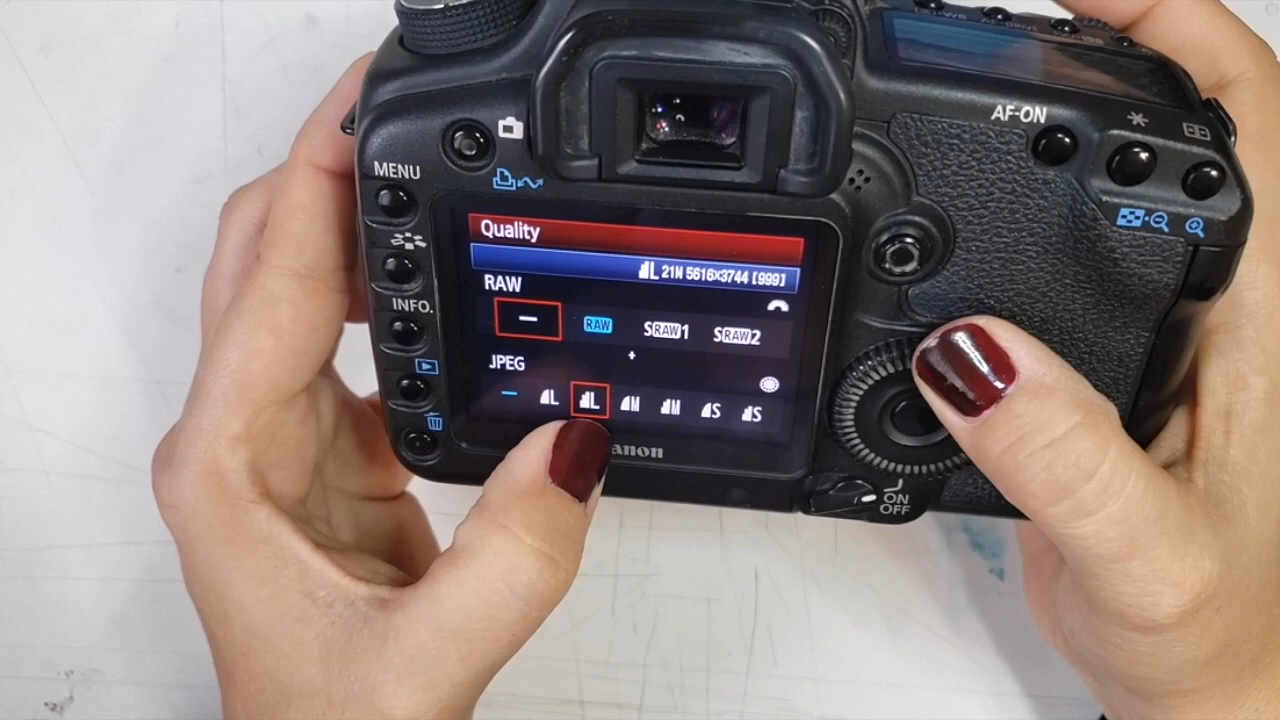 AF-ON
MENU
Quality
L 21M 5616x3744 [999]
RAW
INFO.
— RAW SRAW1 SRAW2
JPEG
— L L M M S S
anon
ON
OFF